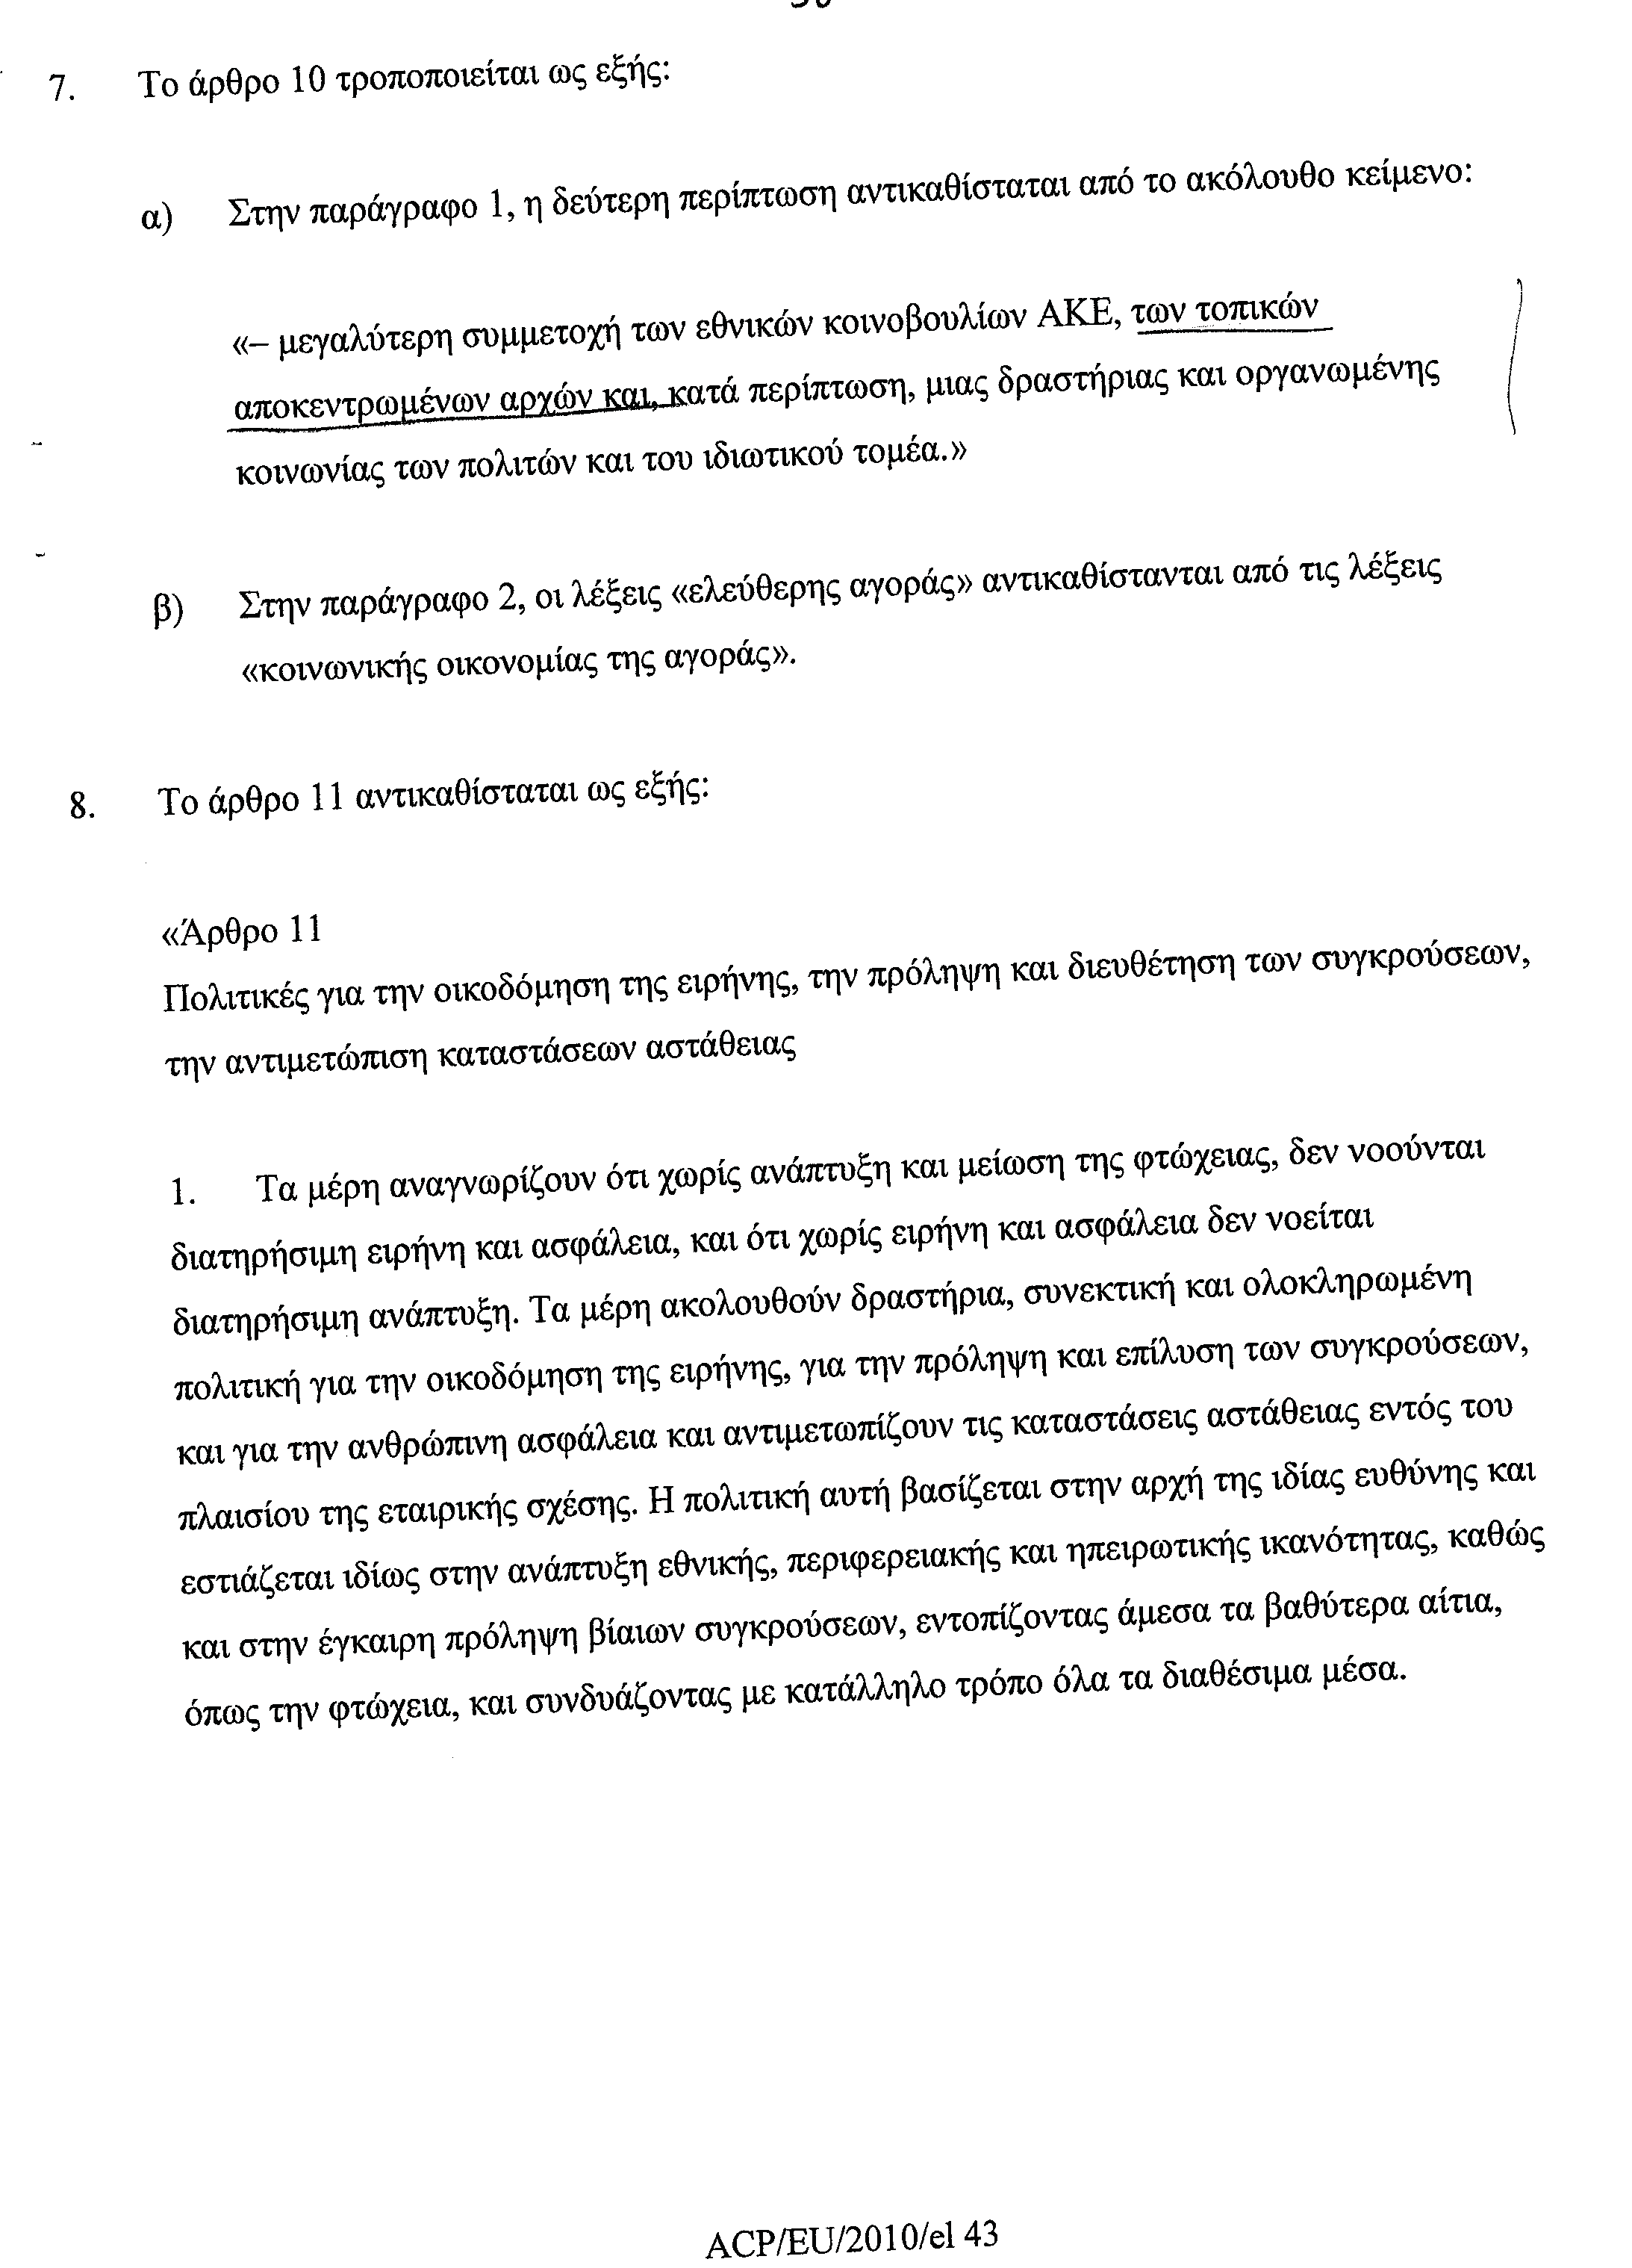 7. Το άρθρο 10 τροποποιείται ως εξής:
α) Στην παράγραφο 1, η δεύτερη περίπτωση αντικαθίσταται από το ακόλουθο κείμενο:
«– μεγαλύτερη συμμετοχή των εθνικών κοινοβουλίων ΑΚΕ, των τοπικών
αποκεντρωμένων αρχών και, κατά περίπτωση, μιας δραστήριας και οργανωμένης
κοινωνίας των πολιτών και του ιδιωτικού τομέα.»
β) Στην παράγραφο 2, οι λέξεις «ελεύθερης αγοράς» αντικαθίστανται από τις λέξεις
«κοινωνικής οικονομίας της αγοράς».
8. Το άρθρο 11 αντικαθίσταται ως εξής:
«Άρθρο 11
Πολιτικές για την οικοδόμηση της ειρήνης, την πρόληψη και διευθέτηση των συγκρούσεων,
την αντιμετώπιση καταστάσεων αστάθειας
1. Τα μέρη αναγνωρίζουν ότι χωρίς ανάπτυξη και μείωση της φτώχειας, δεν νοούνται
διατηρήσιμη ειρήνη και ασφάλεια, και ότι χωρίς ειρήνη και ασφάλεια δεν νοείται
διατηρήσιμη ανάπτυξη. Τα μέρη ακολουθούν δραστήρια, συνεκτική και ολοκληρωμένη
πολιτική για την οικοδόμηση της ειρήνης, για την πρόληψη και επίλυση των συγκρούσεων,
και για την ανθρώπινη ασφάλεια και αντιμετωπίζουν τις καταστάσεις αστάθειας εντός του
πλαισίου της εταιρικής σχέσης. Η πολιτική αυτή βασίζεται στην αρχή της ιδίας ευθύνης και
εστιάζεται ιδίως στην ανάπτυξη εθνικής, περιφερειακής και ηπειρωτικής ικανότητας, καθώς
και στην έγκαιρη πρόληψη βίαιων συγκρούσεων, εντοπίζοντας άμεσα τα βαθύτερα αίτια,
όπως την φτώχεια, και συνδυάζοντας με κατάλληλο τρόπο όλα τα διαθέσιμα μέσα.
ACP/EU/2010/el 43